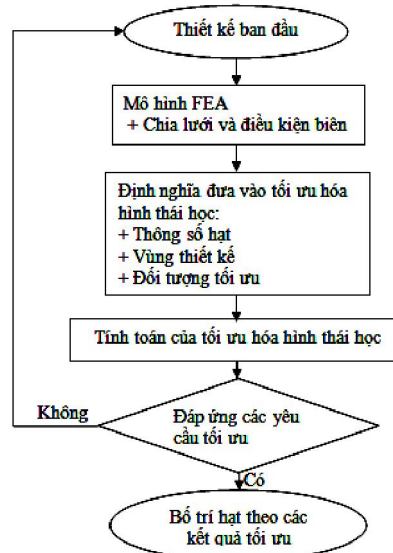 Thiết kế ban đầu
Mô hình FEA
+ Chia lưới và điều kiện biên
Định nghĩa đưa vào tối ưu hóa
hình thái học:
+ Thông số hạt
+ Vùng thiết kế
+ Đối tượng tối ưu
Tính toán của tối ưu hóa hình thái học
Không
Đáp ứng các yêu
cầu tối ưu
Có
Bố trí hạt theo các
kết quả tối ưu